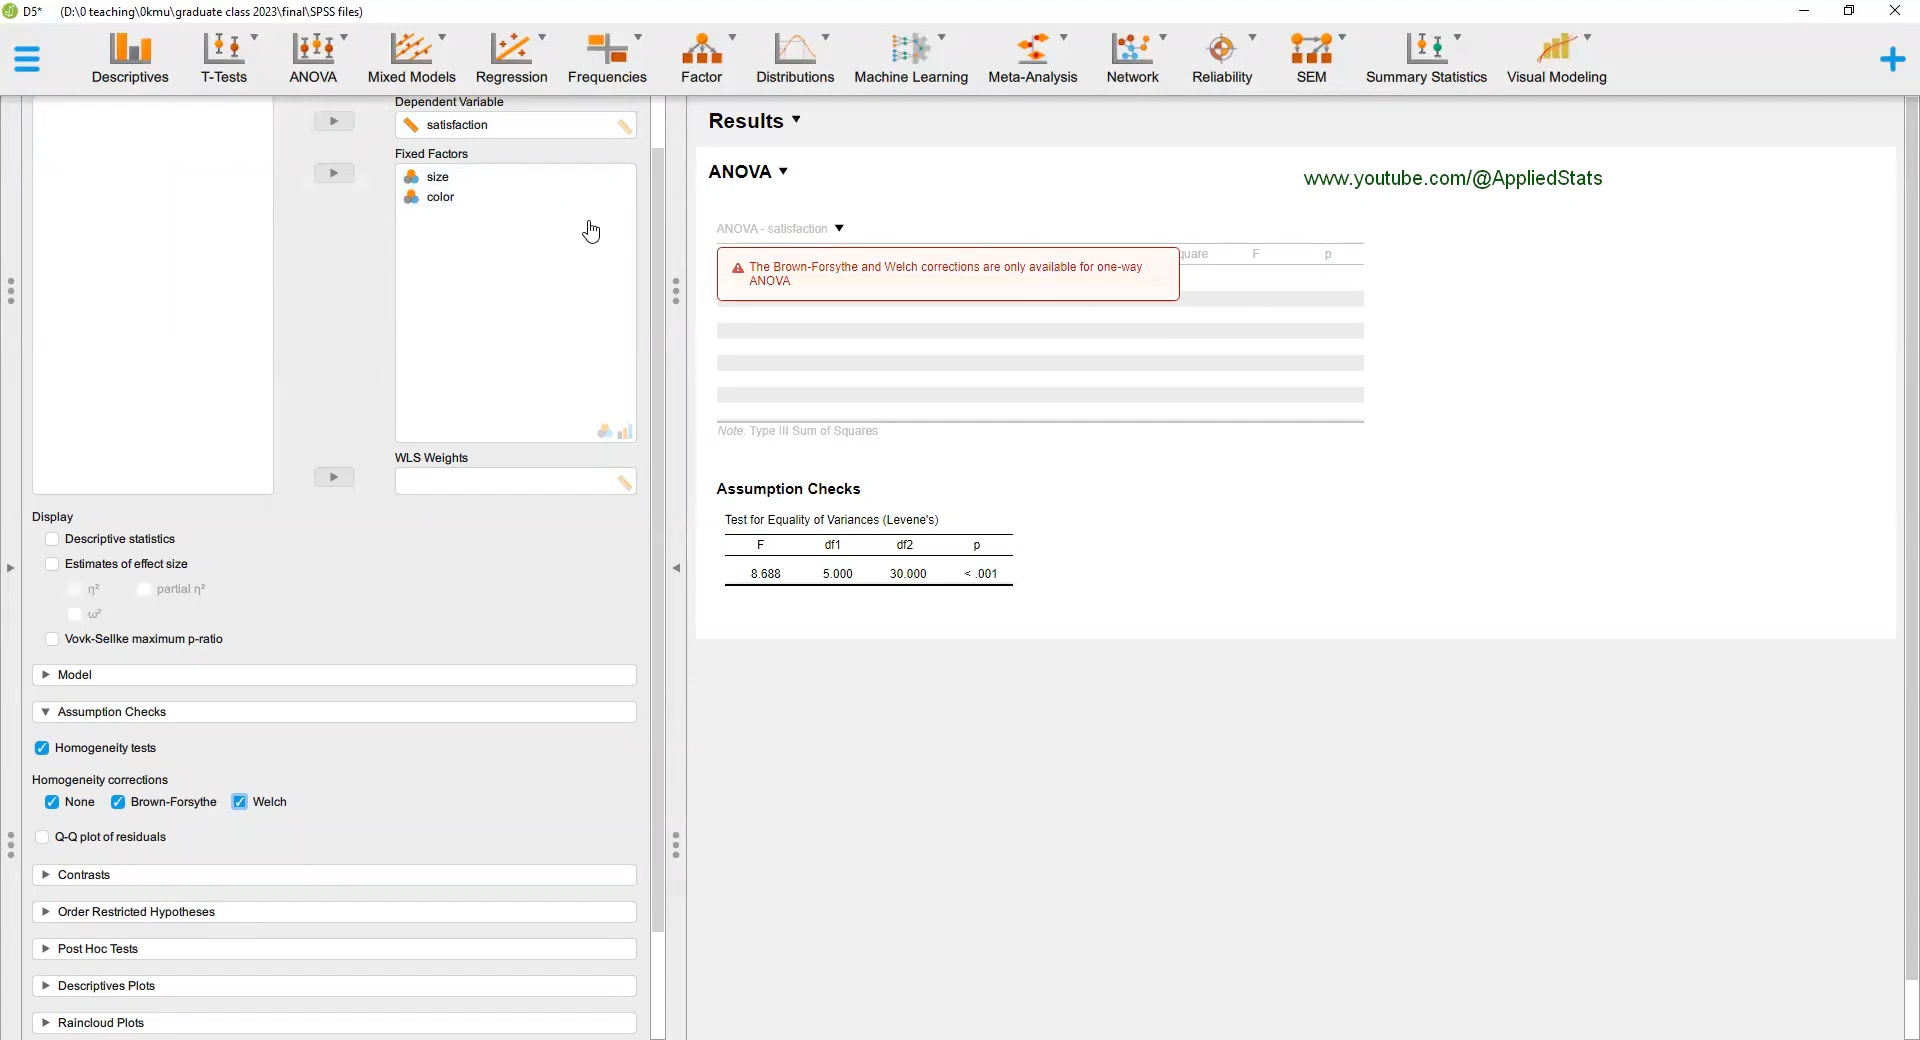 D5* (D:\0 teaching\0kmu\graduate class 2023\final\SPSS files)
Descriptives T-Tests ANOVA Mixed Models Regression Frequencies Factor Distributions Machine Learning Meta-Analysis Network Reliability SEM Summary Statistics Visual Modeling
Dependent Variable
satisfaction
Fixed Factors
size
color
WLS Weights
Display
Descriptive statistics
Estimates of effect size
η² partial η²
ω²
Vovk-Sellke maximum p-ratio
Model
Assumption Checks
Homogeneity tests
Homogeneity corrections
None Brown-Forsythe Welch
Q-Q plot of residuals
Contrasts
Order Restricted Hypotheses
Post Hoc Tests
Descriptives Plots
Raincloud Plots
Results
ANOVA
www.youtube.com/@AppliedStats
ANOVA - satisfaction
quare F p
The Brown-Forsythe and Welch corrections are only available for one-way
ANOVA
Note. Type III Sum of Squares
Assumption Checks
Test for Equality of Variances (Levene's)
F df1 df2 p
8.688 5.000 30.000 < .001